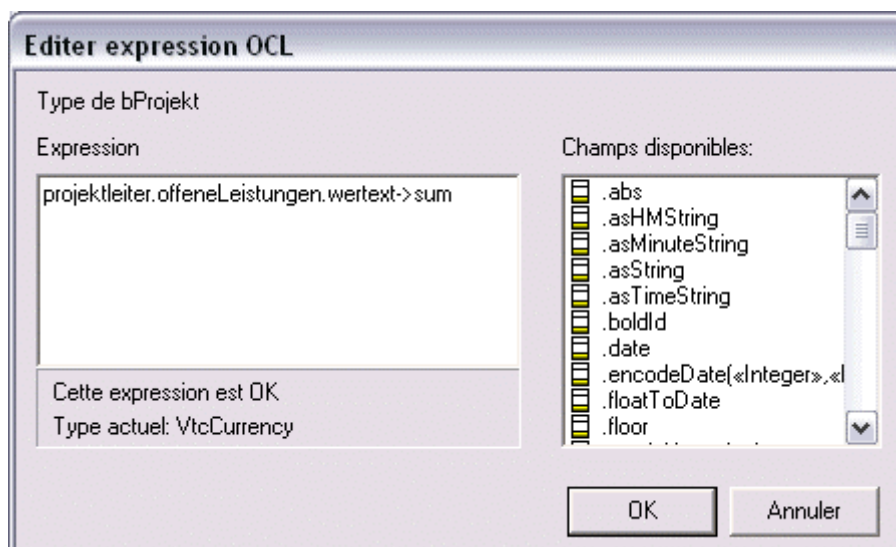 Editer expression OCL
Type de bProjekt
Expression
Champs disponibles:
projektleiter.offeneLeistungen.wertext->sum
.abs
.asHMString
.asMinuteString
.asString
.asTimeString
.boldId
.date
.encodeDate(«Integer»,«I
.floatToDate
.floor
Cette expression est OK
Type actuel: VtcCurrency
OK
Annuler